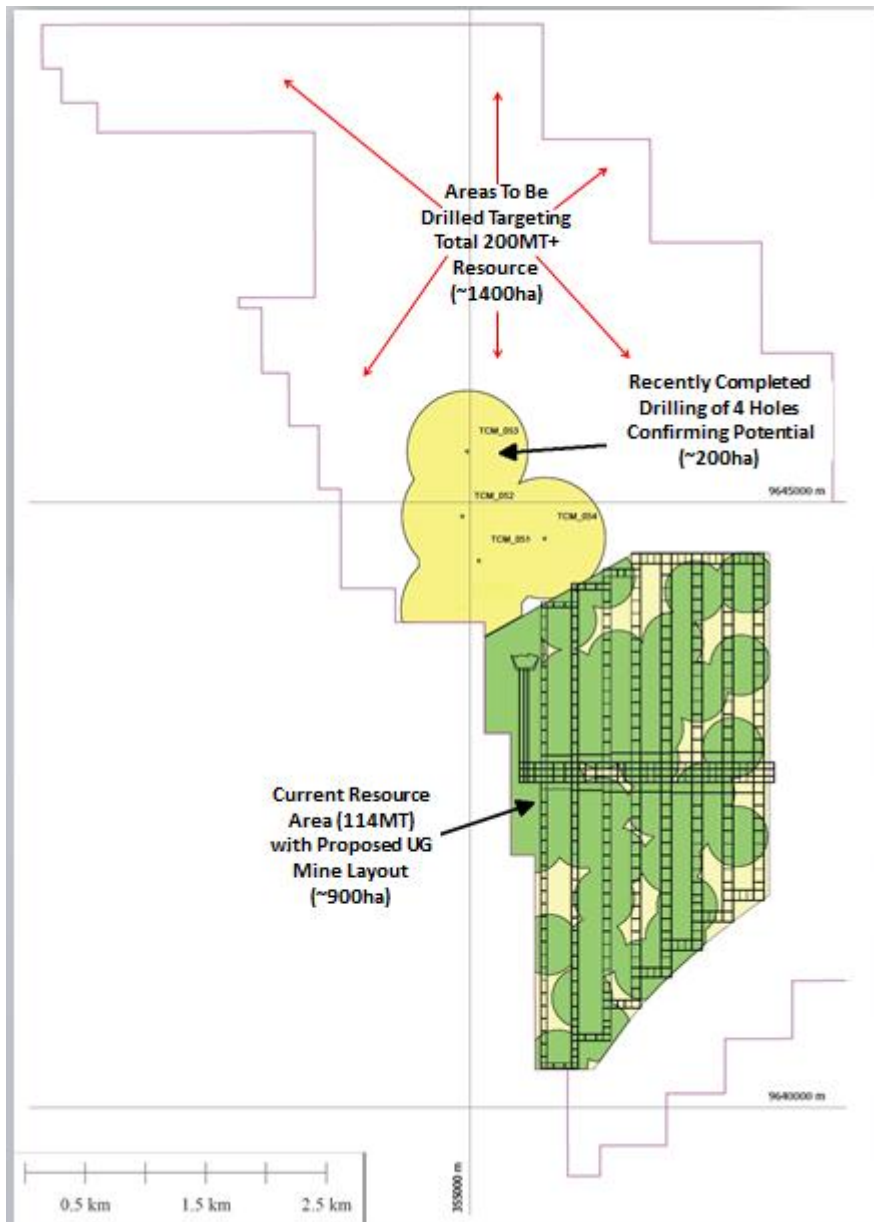 Areas To Be
Drilled Targeting
Total 200MT+
Resource
(~1400ha)
Recently Completed
Drilling of 4 Holes
Confirming Potential
(~200ha)
TCM_053
9645000 m
TCM_052
TCM_054
TCM_051
Current Resource
Area (114MT)
with Proposed UG
Mine Layout
(~900ha)
9640000 m
355000 m
0.5 km 1.5 km 2.5 km